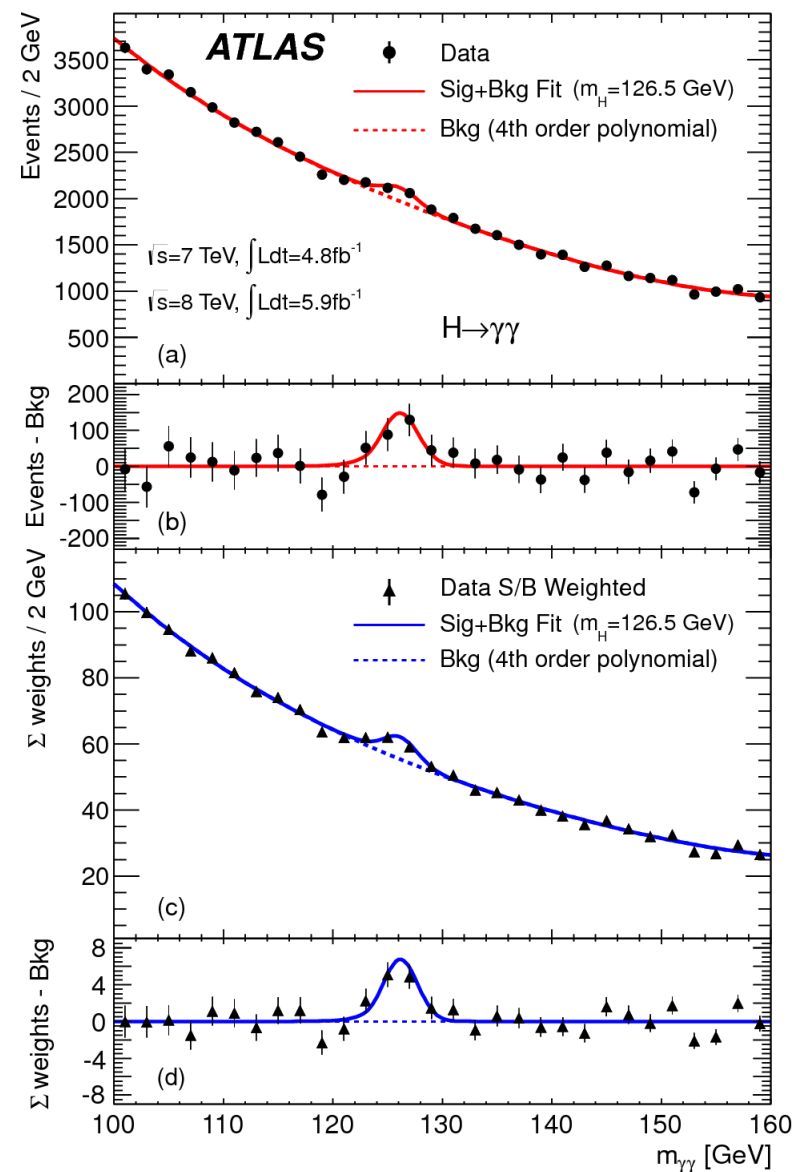 ATLAS
Data
Sig+Bkg Fit (mH=126.5 GeV)
Bkg (4th order polynomial)
Events / 2 GeV
3500
3000
2500
2000
1500
1000
500
√s=7 TeV, ∫Ldt=4.8fb-1
√s=8 TeV, ∫Ldt=5.9fb-1
H→γγ
(a)
Events - Bkg
200
100
0
-100
-200
(b)
Σ weights / 2 GeV
Data S/B Weighted
Sig+Bkg Fit (mH=126.5 GeV)
Bkg (4th order polynomial)
100
80
60
40
20
(c)
Σ weights - Bkg
8
4
0
-4
-8
(d)
100 110 120 130 140 150 160
mγγ [GeV]